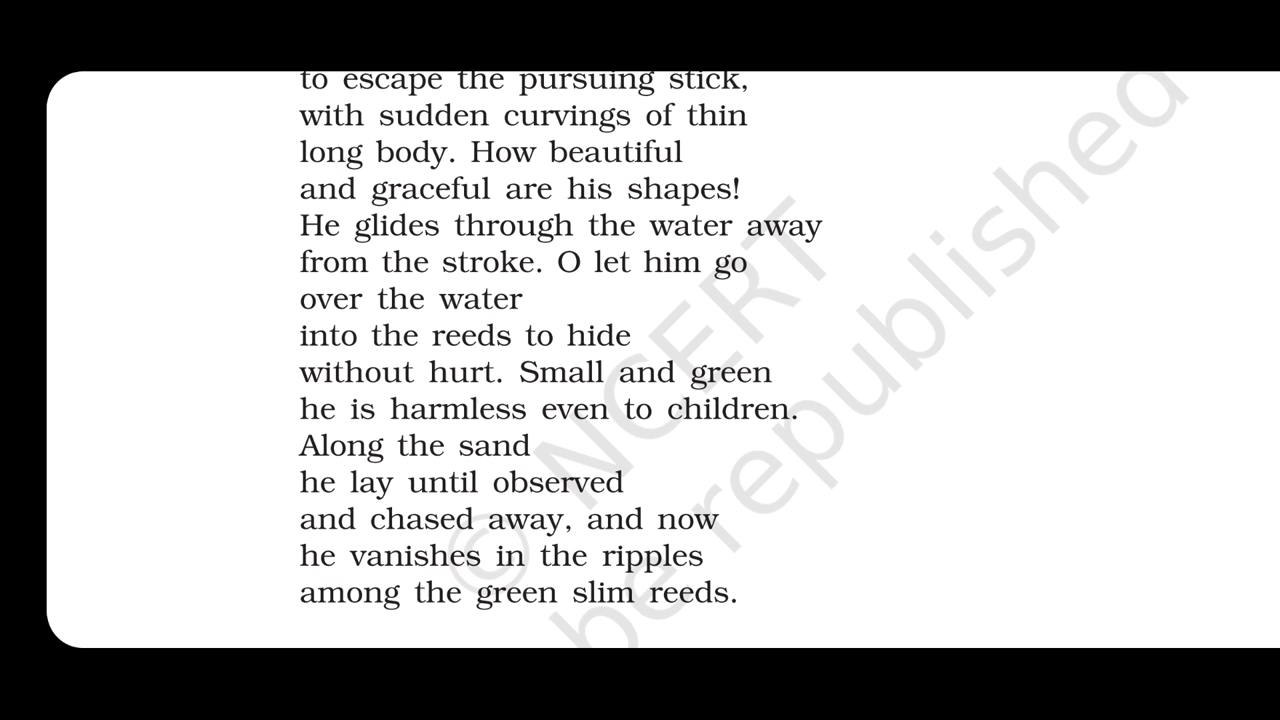 to escape the pursuing stick,
with sudden curvings of thin
long body. How beautiful
and graceful are his shapes!
He glides through the water away
from the stroke. O let him go
over the water
into the reeds to hide
without hurt. Small and green
he is harmless even to children.
Along the sand
he lay until observed
and chased away, and now
he vanishes in the ripples
among the green slim reeds.
© NCERT
be republished